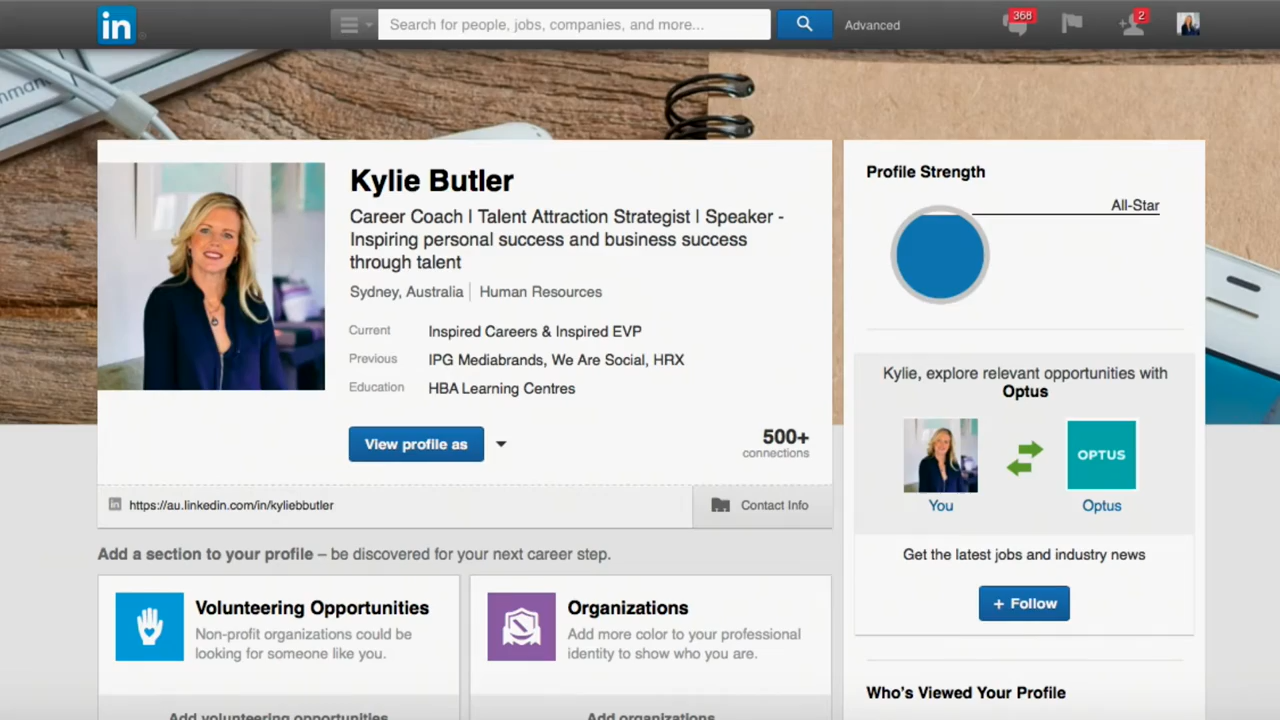 in
Search for people, jobs, companies, and more...
Advanced
368
2
Kylie Butler
Career Coach | Talent Attraction Strategist | Speaker -
Inspiring personal success and business success
through talent
Sydney, Australia | Human Resources
Current Inspired Careers & Inspired EVP
Previous IPG Mediabrands, We Are Social, HRX
Education HBA Learning Centres
View profile as
500+
connections
in https://au.linkedin.com/in/kyliebbutler
Contact Info
Add a section to your profile – be discovered for your next career step.
Volunteering Opportunities
Non-profit organizations could be
looking for someone like you.
Add volunteering opportunities
Organizations
Add more color to your professional
identity to show who you are.
Add organizations
Profile Strength
All-Star
Kylie, explore relevant opportunities with
Optus
OPTUS
You
Optus
Get the latest jobs and industry news
+ Follow
Who's Viewed Your Profile